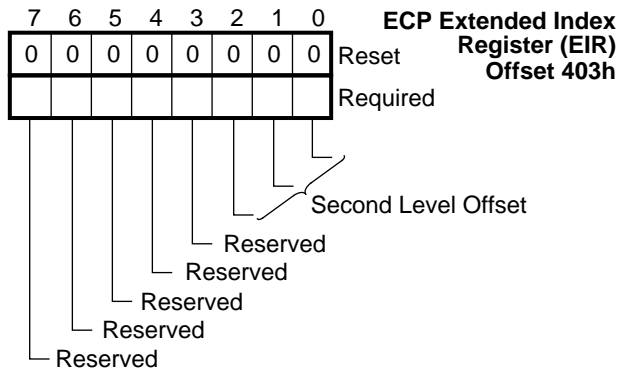 7 6 5 4 3 2 1 0
ECP Extended Index
Register (EIR)
Offset 403h
0 0 0 0 0 0 0 0 Reset
Required
Second Level Offset
Reserved
Reserved
Reserved
Reserved
Reserved